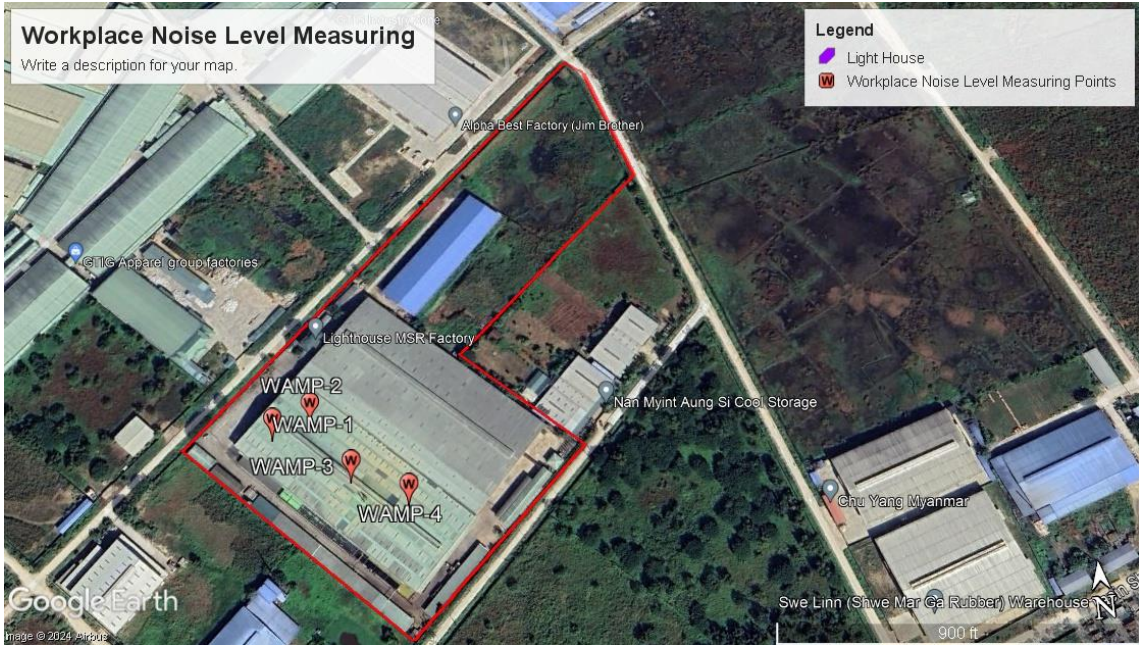 Workplace Noise Level Measuring
Write a description for your map.
Legend
Light House
W Workplace Noise Level Measuring Points
Alpha Best Factory (Jim Brother)
GTIG Apparel group factories
Lighthouse MSR Factory
WAMP-2
W
W
WAMP-1
Nan Myint Aung Si Cool Storage
WAMP-3
W
W
WAMP-4
Chu Yang Myanmar
Google Earth
Swe Linn (Shwe Mar Ga Rubber) Warehouse
N
Image © 2024 Airbus
900 ft